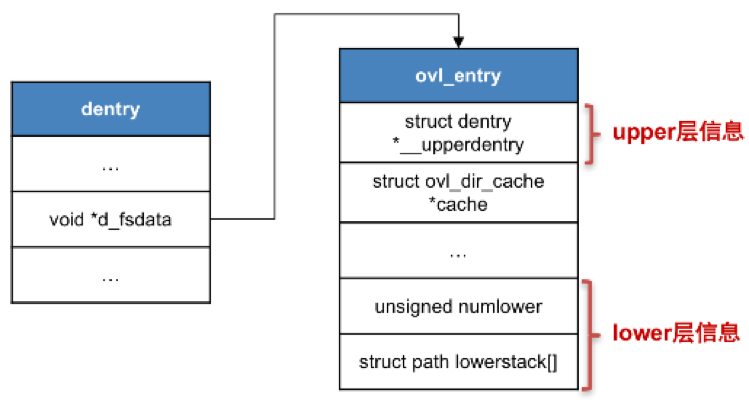 dentry
…
void *d_fsdata
…
ovl_entry
struct dentry
*__upperdentry
struct ovl_dir_cache
*cache
…
unsigned numlower
struct path lowerstack[]
upper层信息
lower层信息